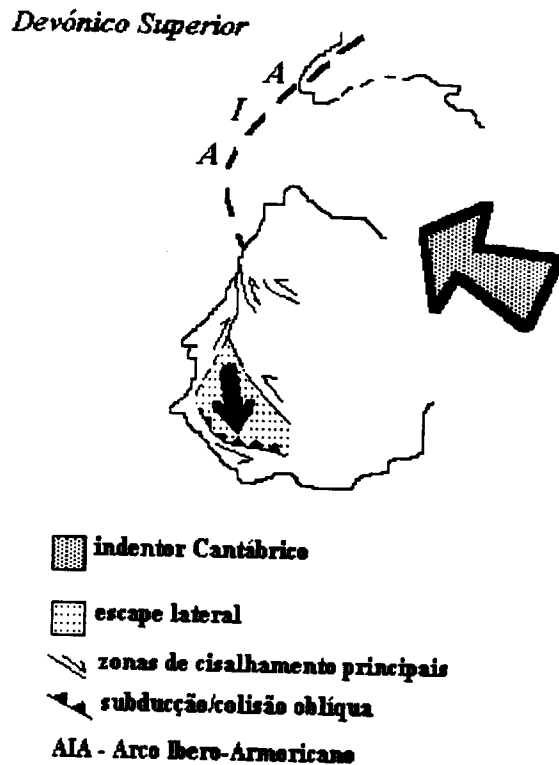 Devónico Superior
A
I
A
indentor Cantábrico
escape lateral
zonas de cisalhamento principais
subducção/colisão oblíqua
AIA - Arco Ibero-Armoricano